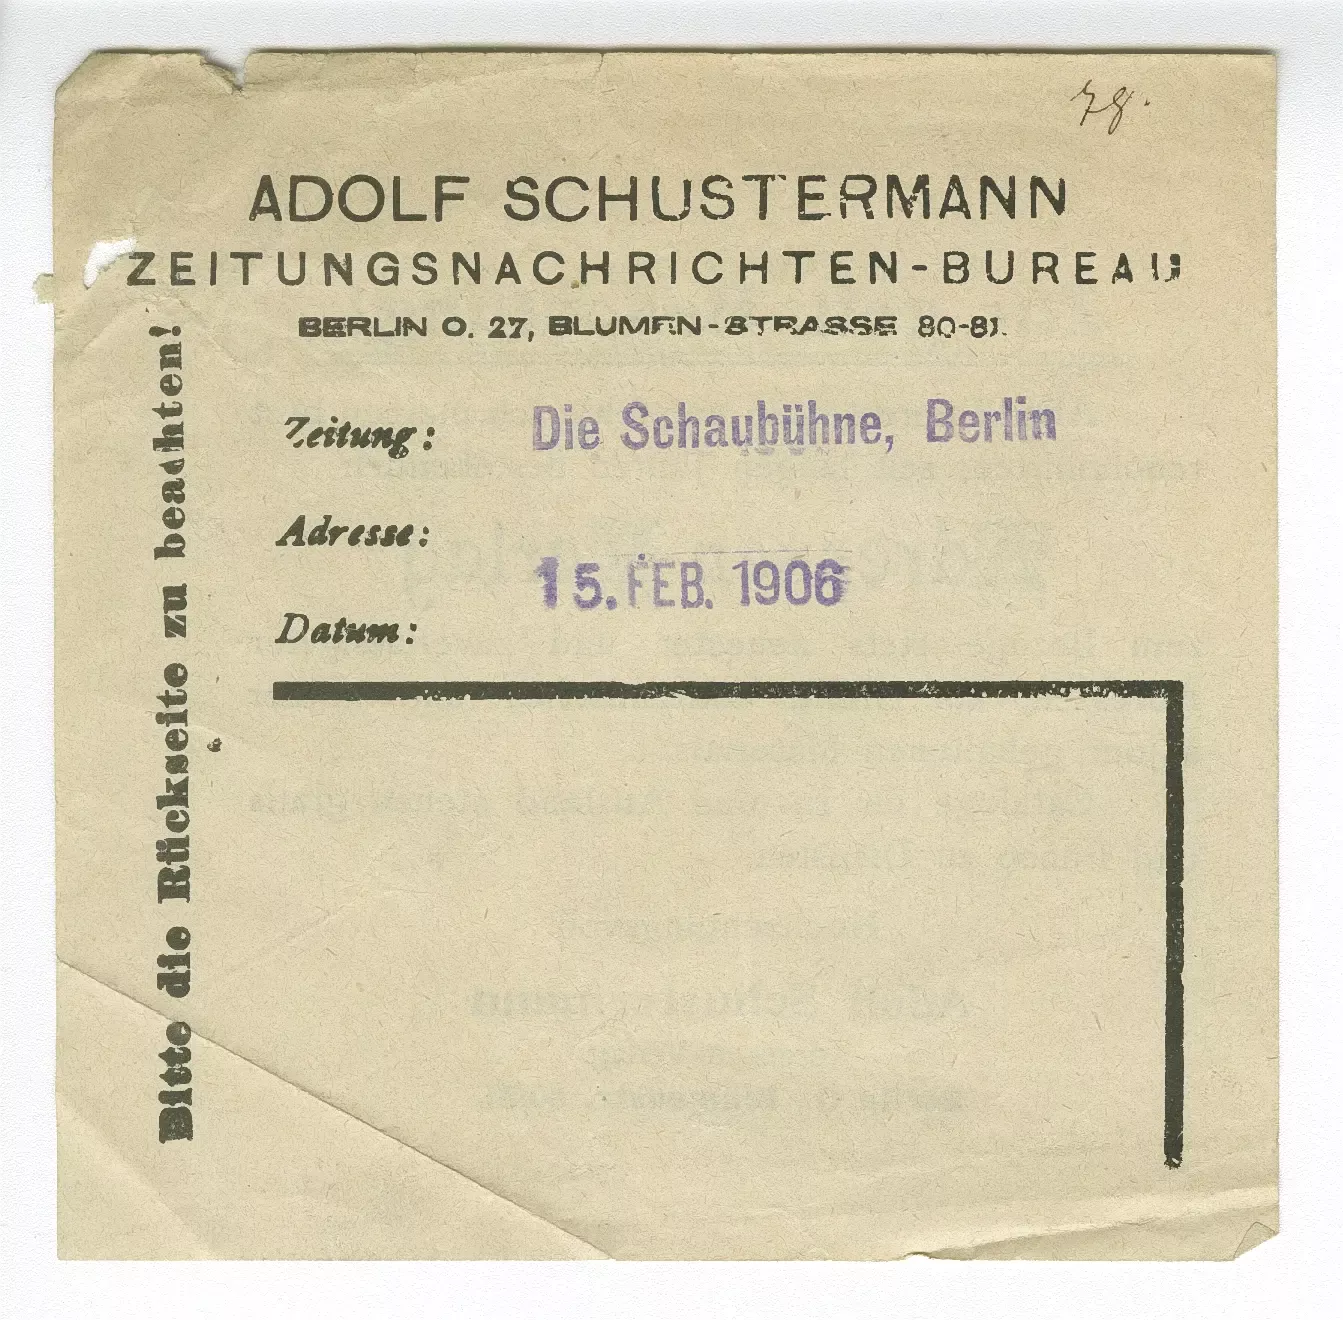 78.
ADOLF SCHUSTERMANN
ZEITUNGSNACHRICHTEN-BUREAU
BERLIN O. 27, BLUMEN-STRASSE 80-81.
Zeitung: Die Schaubühne, Berlin
Adresse:
15. FEB. 1906
Datum:
Bitte die Rückseite zu beachten!